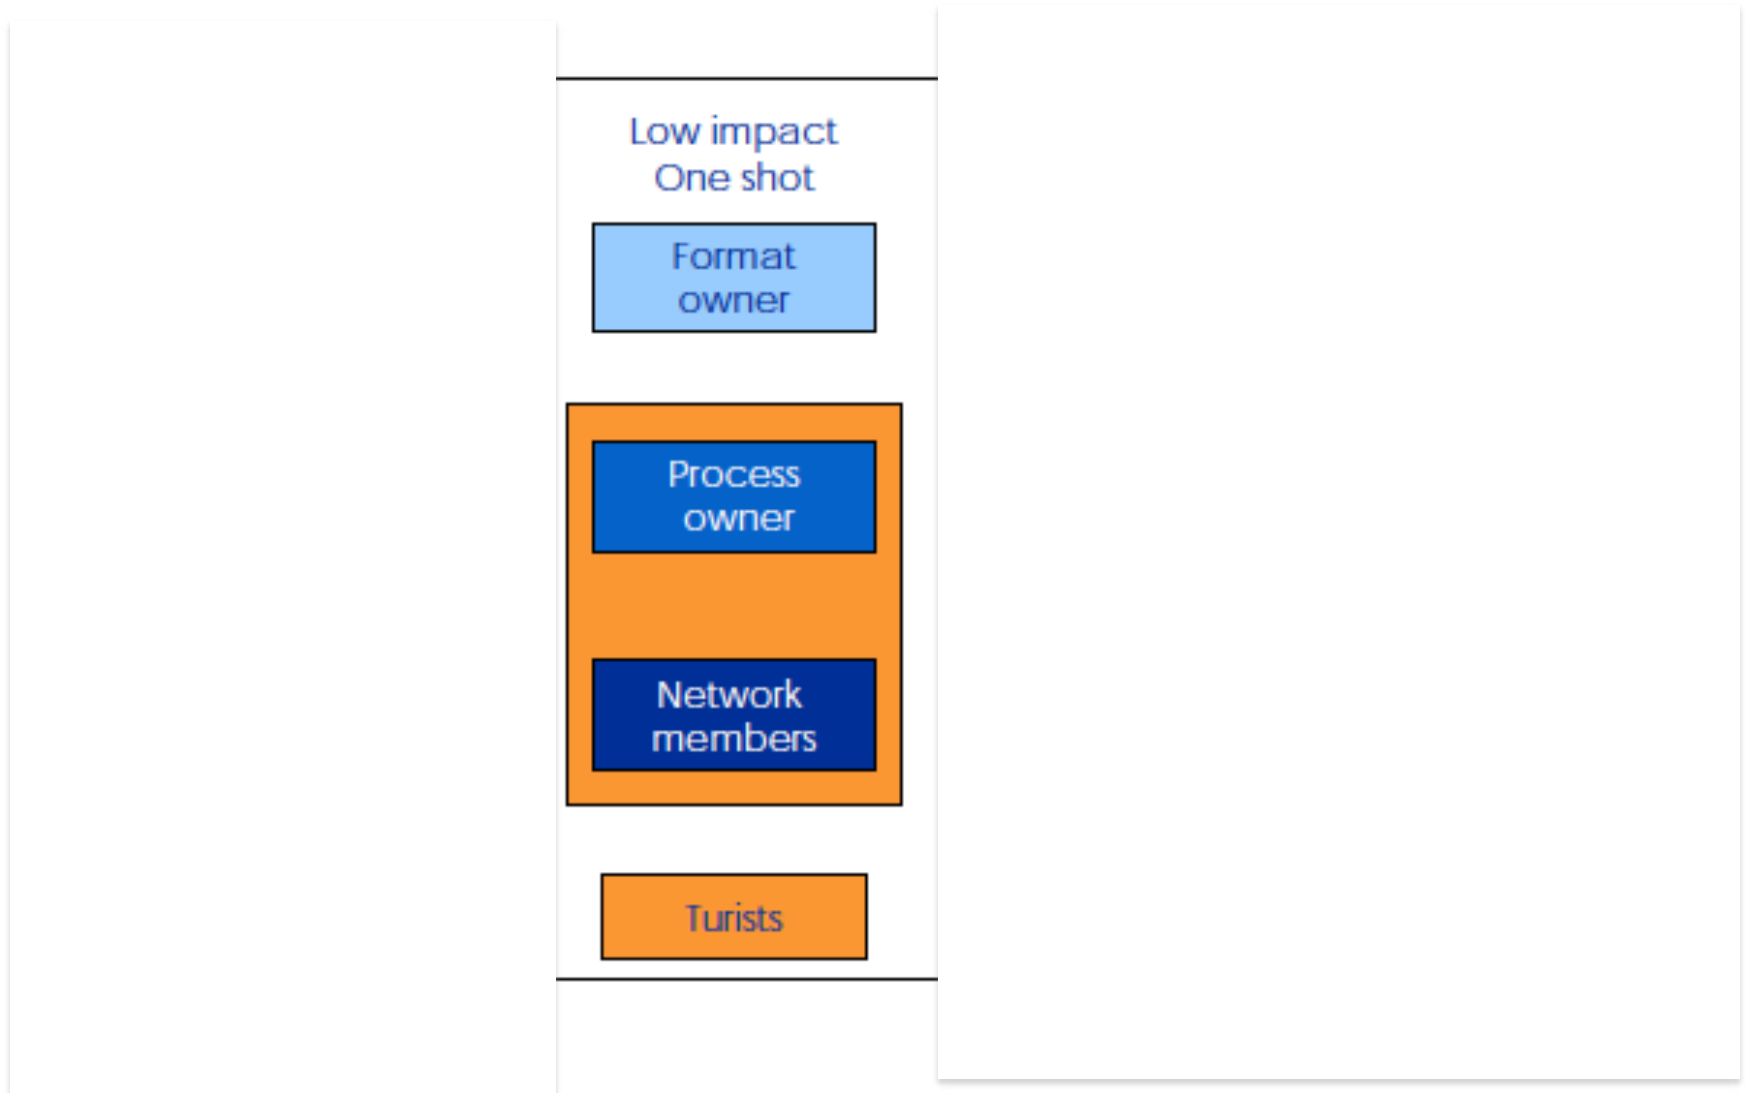 Low impact
One shot
Format
owner
Process
owner
Network
members
Turists